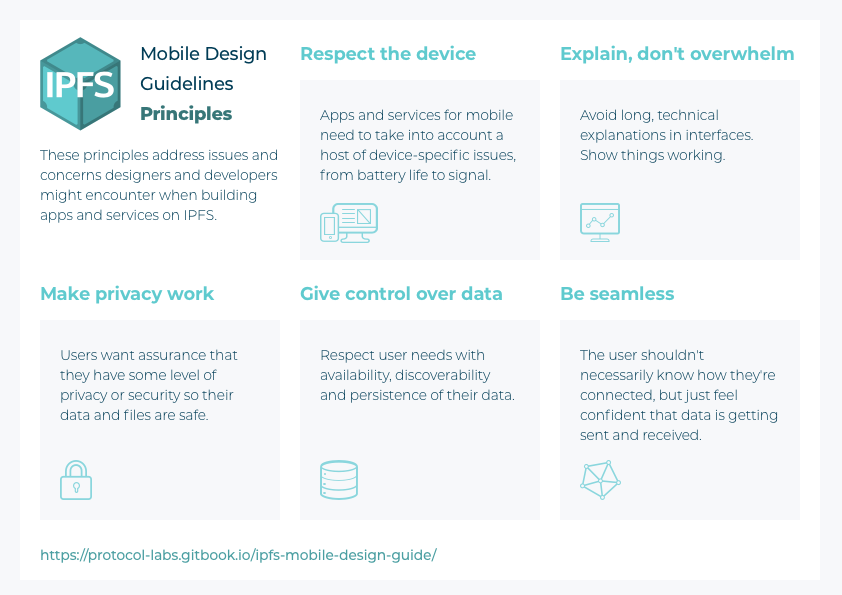 IPFS
Mobile Design
Guidelines
Principles
These principles address issues and
concerns designers and developers
might encounter when building
apps and services on IPFS.
Respect the device
Apps and services for mobile
need to take into account a
host of device-specific issues,
from battery life to signal.
Explain, don't overwhelm
Avoid long, technical
explanations in interfaces.
Show things working.
Make privacy work
Users want assurance that
they have some level of
privacy or security so their
data and files are safe.
Give control over data
Respect user needs with
availability, discoverability
and persistence of their data.
Be seamless
The user shouldn't
necessarily know how they're
connected, but just feel
confident that data is getting
sent and received.
https://protocol-labs.gitbook.io/ipfs-mobile-design-guide/